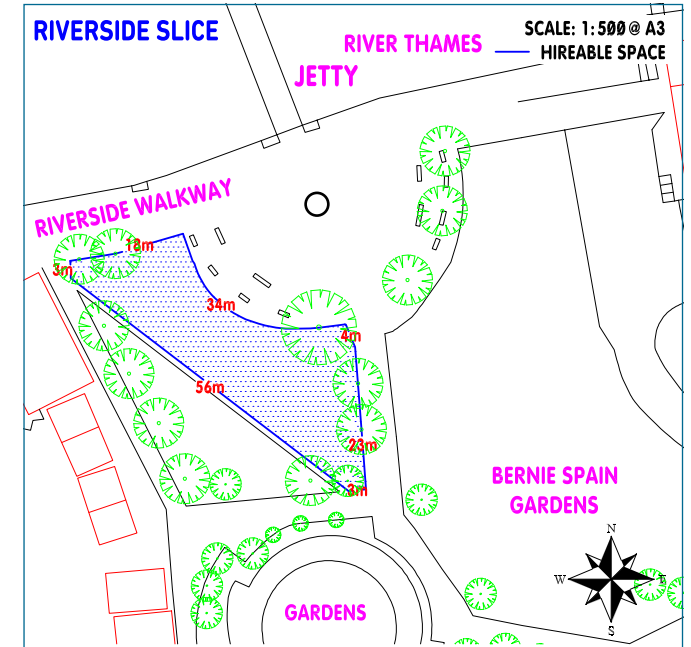 RIVERSIDE SLICE
SCALE: 1:500@ A3
RIVER THAMES
HIREABLE SPACE
JETTY
RIVERSIDE WALKWAY
18m
3m
34m
4m
56m
23m
3m
BERNIE SPAIN
GARDENS
N
W
E
S
GARDENS